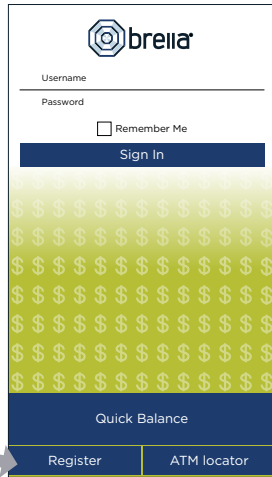 brella
Username
Password
Remember Me
Sign In
$ $ $ $ $ $ $ $ $ $ $ $ $
$ $ $ $ $ $ $ $ $ $ $ $ $
$ $ $ $ $ $ $ $ $ $ $ $ $
$ $ $ $ $ $ $ $ $ $ $ $ $
$ $ $ $ $ $ $ $ $ $ $ $ $
$ $ $ $ $ $ $ $ $ $ $ $ $
$ $ $ $ $ $ $ $ $ $ $ $ $
$ $ $ $ $ $ $ $ $ $ $ $ $
Quick Balance
Register ATM locator